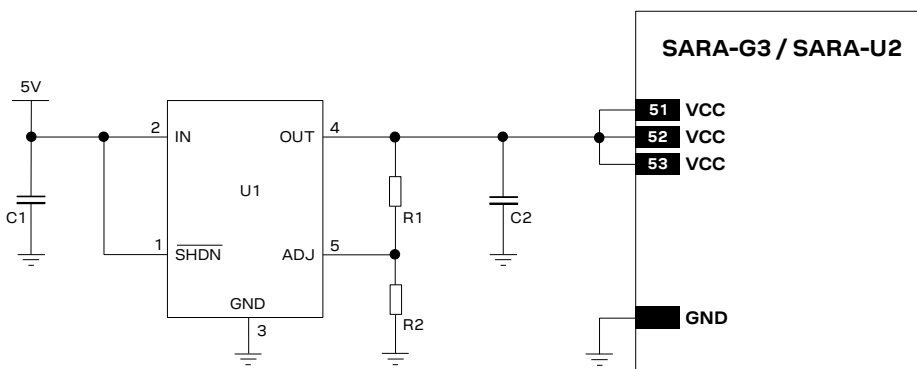 SARA-G3 / SARA-U2
5V
51 VCC
2 IN OUT 4
52 VCC
53 VCC
U1
C1
R1
C2
1 SHDN ADJ 5
GND
3
R2
GND